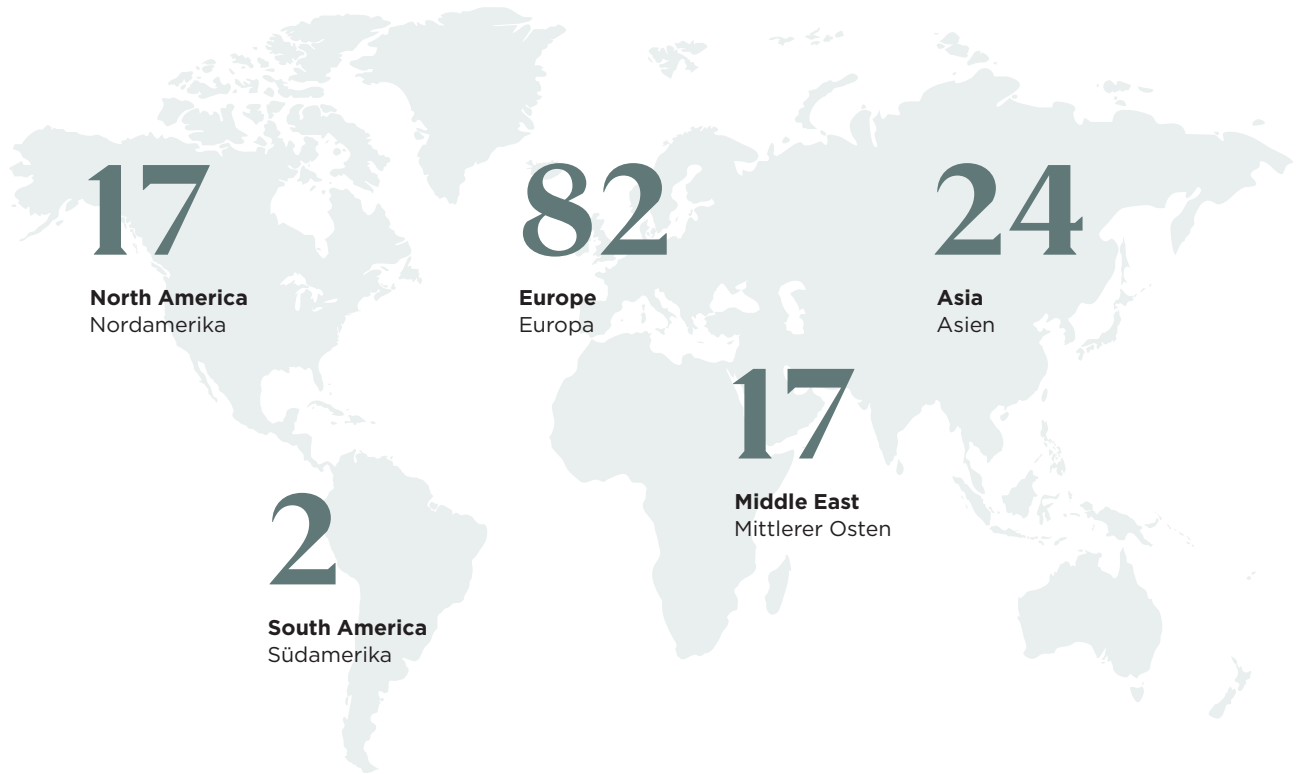 17
North America
Nordamerika
82
Europe
Europa
24
Asia
Asien
17
Middle East
Mittlerer Osten
2
South America
Südamerika